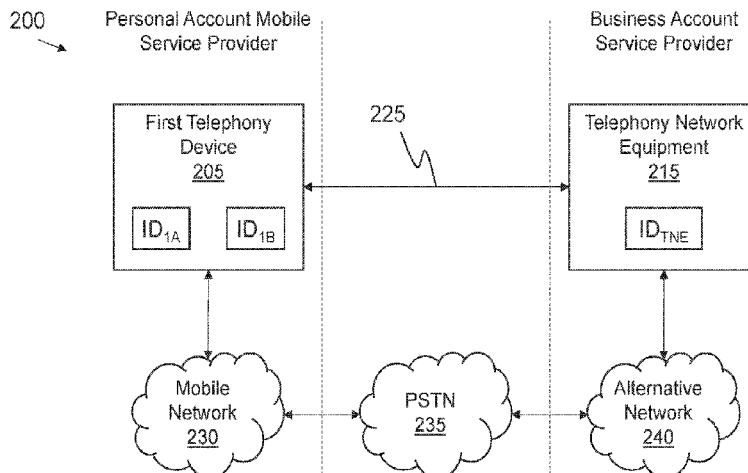 200
Personal Account Mobile
Service Provider
Business Account
Service Provider
First Telephony
Device
205
ID1A
ID1B
225
Telephony Network
Equipment
215
IDTNE
Mobile
Network
230
PSTN
235
Alternative
Network
240